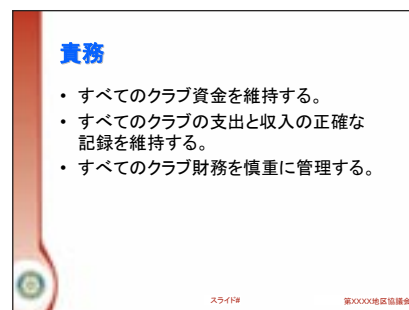 責務
• すべてのクラブ資金を維持する。
• すべてのクラブの支出と収入の正確な
記録を維持する。
• すべてのクラブ財務を慎重に管理する。
スライド#
第XXXX地区協議会